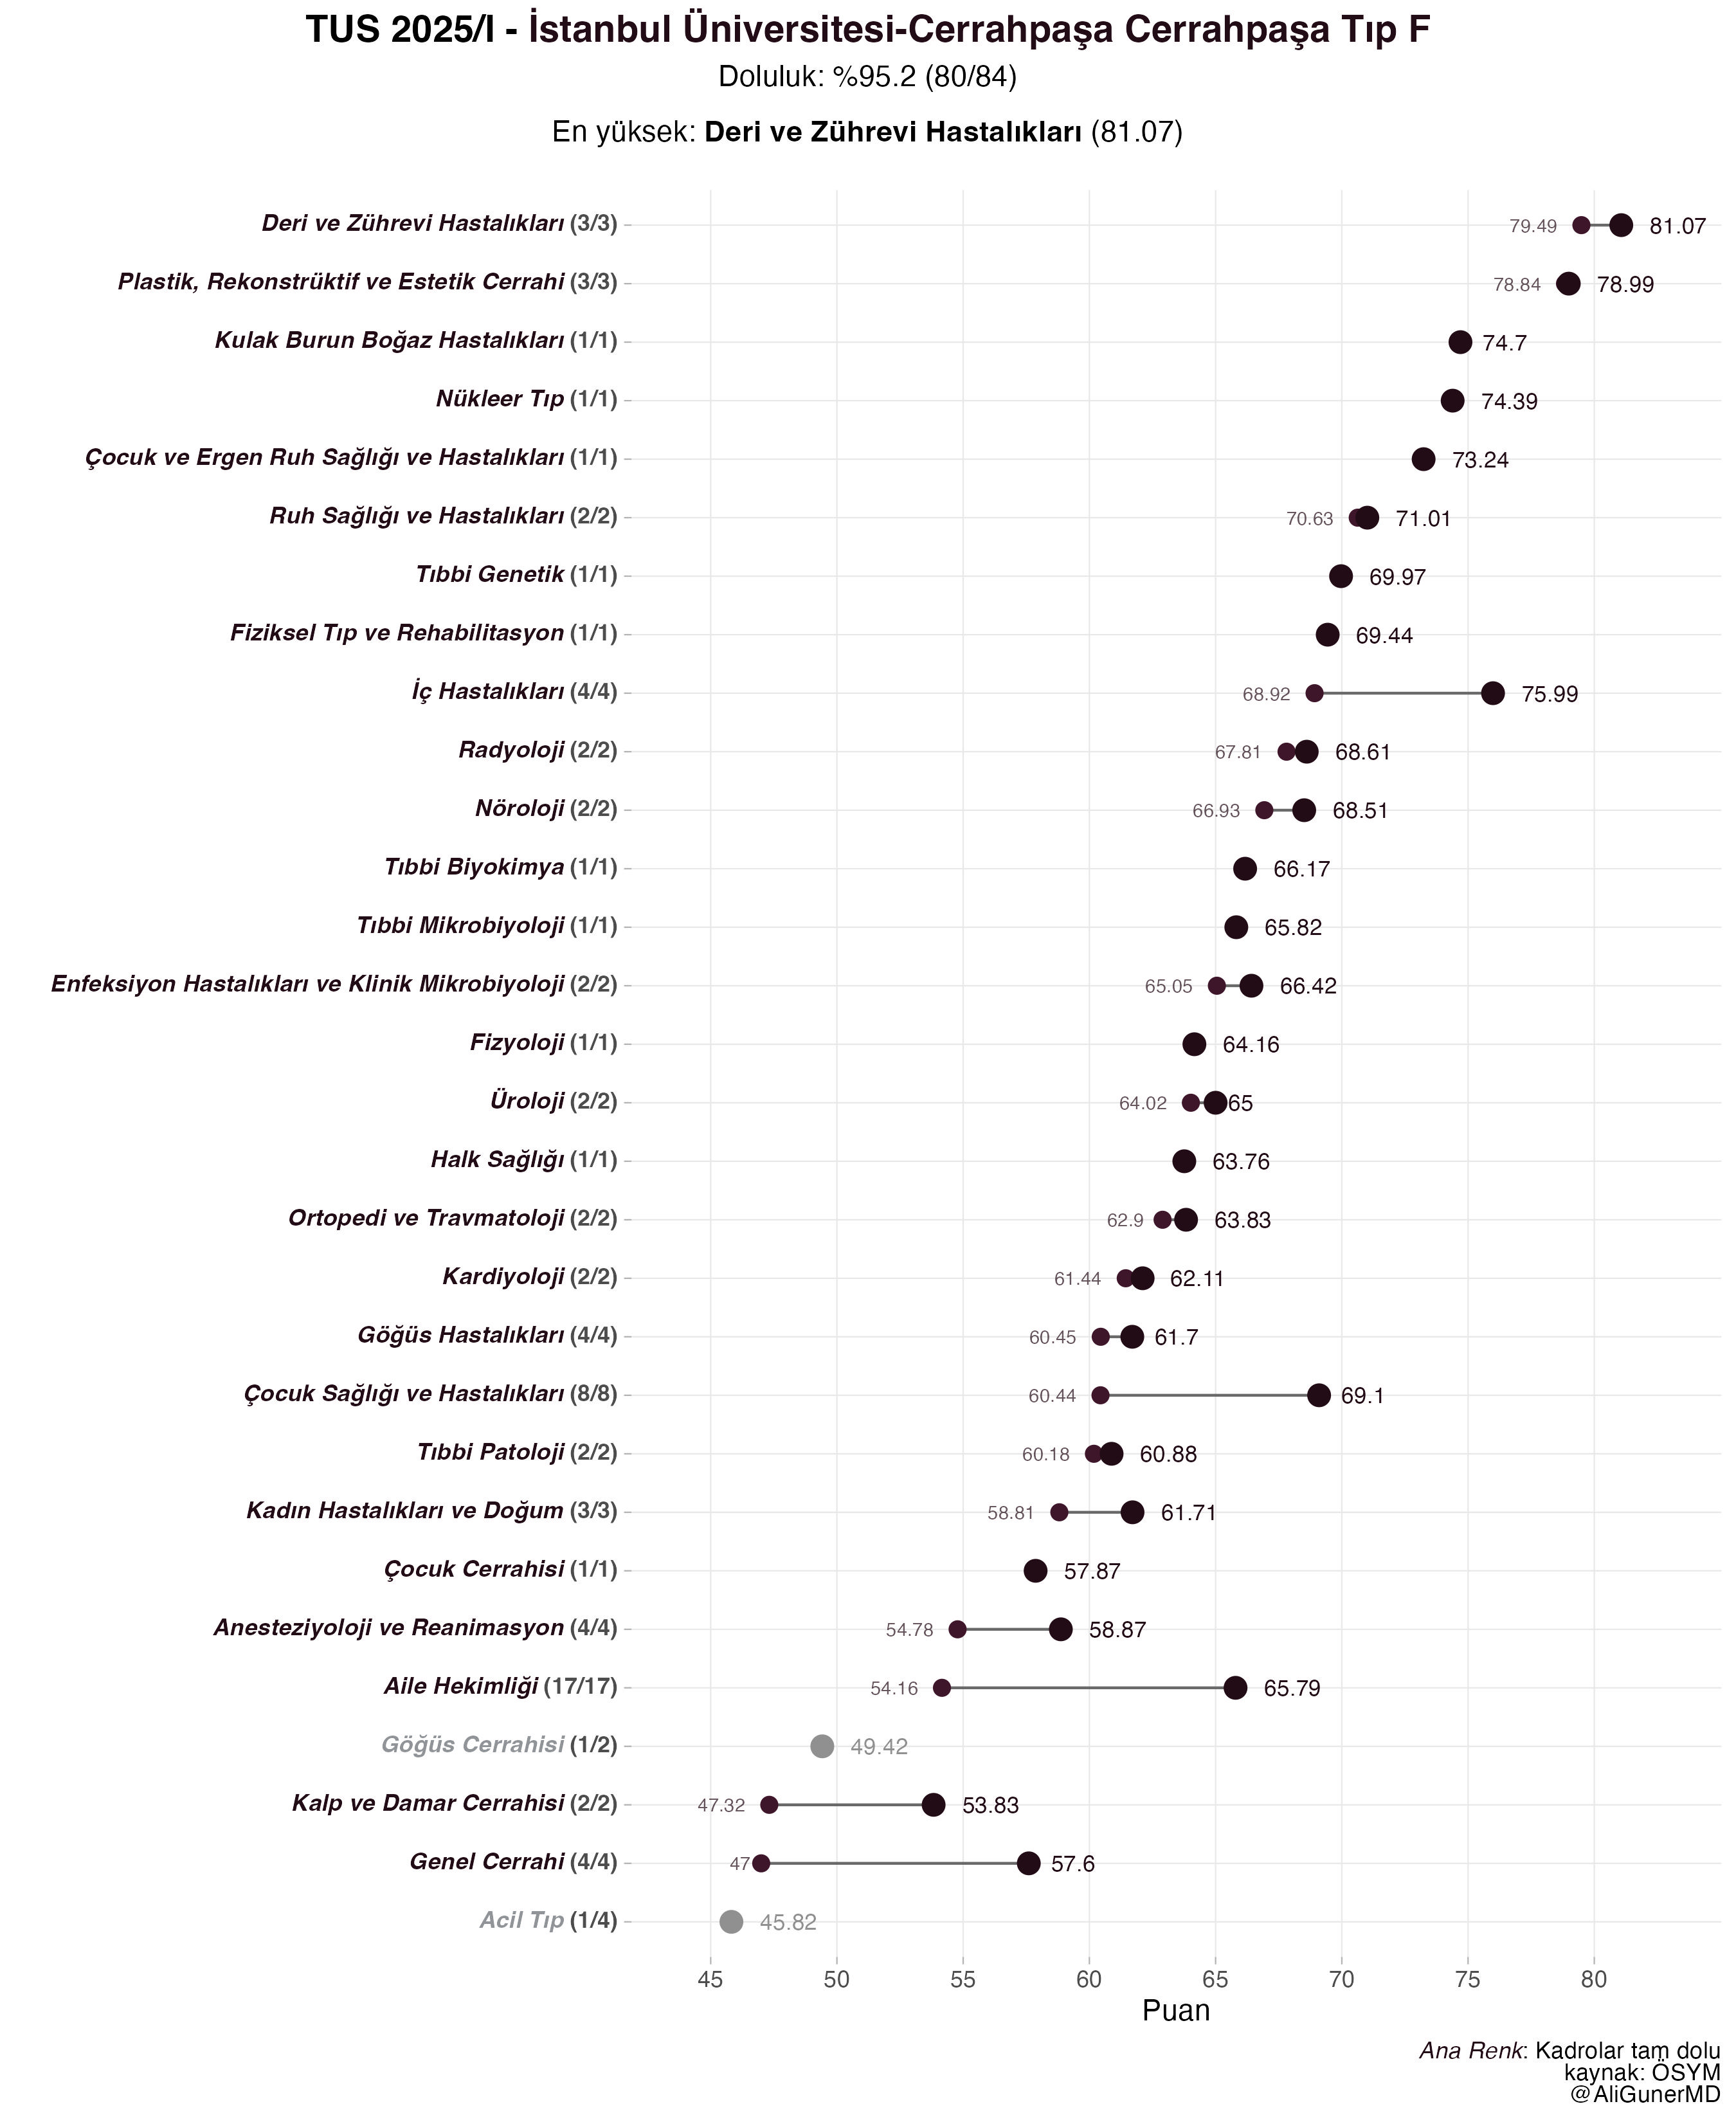 TUS 2025/I - İstanbul Üniversitesi-Cerrahpaşa Cerrahpaşa Tıp F
Doluluk: %95.2 (80/84)
En yüksek: Deri ve Zührevi Hastalıkları (81.07)
Deri ve Zührevi Hastalıkları (3/3) 79.49 81.07
Plastik, Rekonstrüktif ve Estetik Cerrahi (3/3) 78.84 78.99
Kulak Burun Boğaz Hastalıkları (1/1) 74.7
Nükleer Tıp (1/1) 74.39
Çocuk ve Ergen Ruh Sağlığı ve Hastalıkları (1/1) 73.24
Ruh Sağlığı ve Hastalıkları (2/2) 70.63 71.01
Tıbbi Genetik (1/1) 69.97
Fiziksel Tıp ve Rehabilitasyon (1/1) 69.44
İç Hastalıkları (4/4) 68.92 75.99
Radyoloji (2/2) 67.81 68.61
Nöroloji (2/2) 66.93 68.51
Tıbbi Biyokimya (1/1) 66.17
Tıbbi Mikrobiyoloji (1/1) 65.82
Enfeksiyon Hastalıkları ve Klinik Mikrobiyoloji (2/2) 65.05 66.42
Fizyoloji (1/1) 64.16
Üroloji (2/2) 64.02 65
Halk Sağlığı (1/1) 63.76
Ortopedi ve Travmatoloji (2/2) 62.9 63.83
Kardiyoloji (2/2) 61.44 62.11
Göğüs Hastalıkları (4/4) 60.45 61.7
Çocuk Sağlığı ve Hastalıkları (8/8) 60.44 69.1
Tıbbi Patoloji (2/2) 60.18 60.88
Kadın Hastalıkları ve Doğum (3/3) 58.81 61.71
Çocuk Cerrahisi (1/1) 57.87
Anesteziyoloji ve Reanimasyon (4/4) 54.78 58.87
Aile Hekimliği (17/17) 54.16 65.79
Göğüs Cerrahisi (1/2) 49.42
Kalp ve Damar Cerrahisi (2/2) 47.32 53.83
Genel Cerrahi (4/4) 47 57.6
Acil Tıp (1/4) 45.82
45 50 55 60 65 70 75 80
Puan
Ana Renk: Kadrolar tam dolu
kaynak: ÖSYM
@AliGunerMD